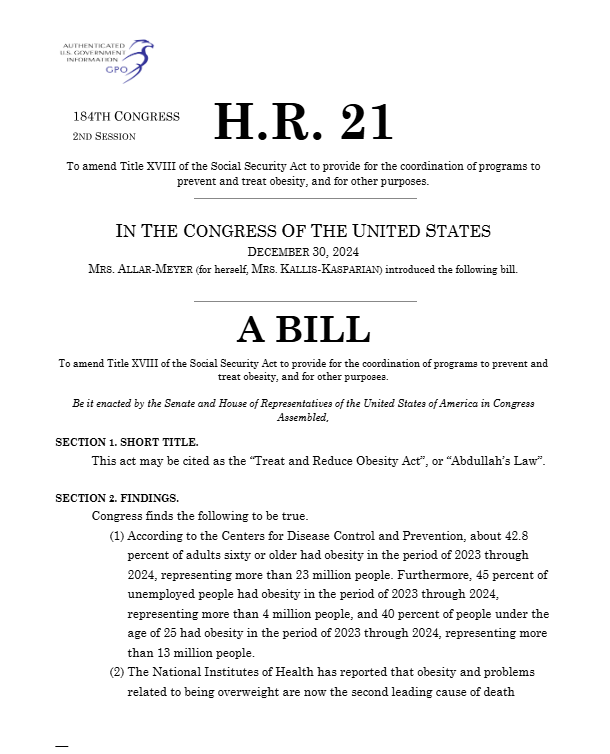 AUTHENTICATED
U.S. GOVERNMENT
INFORMATION
GPO
184TH CONGRESS
2ND SESSION
H.R. 21
To amend Title XVIII of the Social Security Act to provide for the coordination of programs to
prevent and treat obesity, and for other purposes.
IN THE CONGRESS OF THE UNITED STATES
DECEMBER 30, 2024
MRS. ALLAR-MEYER (for herself, MRS. KALLIS-KASPARIAN) introduced the following bill.
A BILL
To amend Title XVIII of the Social Security Act to provide for the coordination of programs to prevent and
treat obesity, and for other purposes.
Be it enacted by the Senate and House of Representatives of the United States of America in Congress
Assembled,
SECTION 1. SHORT TITLE.
This act may be cited as the “Treat and Reduce Obesity Act”, or “Abdullah’s Law”.
SECTION 2. FINDINGS.
Congress finds the following to be true.
(1) According to the Centers for Disease Control and Prevention, about 42.8
percent of adults sixty or older had obesity in the period of 2023 through
2024, representing more than 23 million people. Furthermore, 45 percent of
unemployed people had obesity in the period of 2023 through 2024,
representing more than 4 million people, and 40 percent of people under the
age of 25 had obesity in the period of 2023 through 2024, representing more
than 13 million people.
(2) The National Institutes of Health has reported that obesity and problems
related to being overweight are now the second leading cause of death